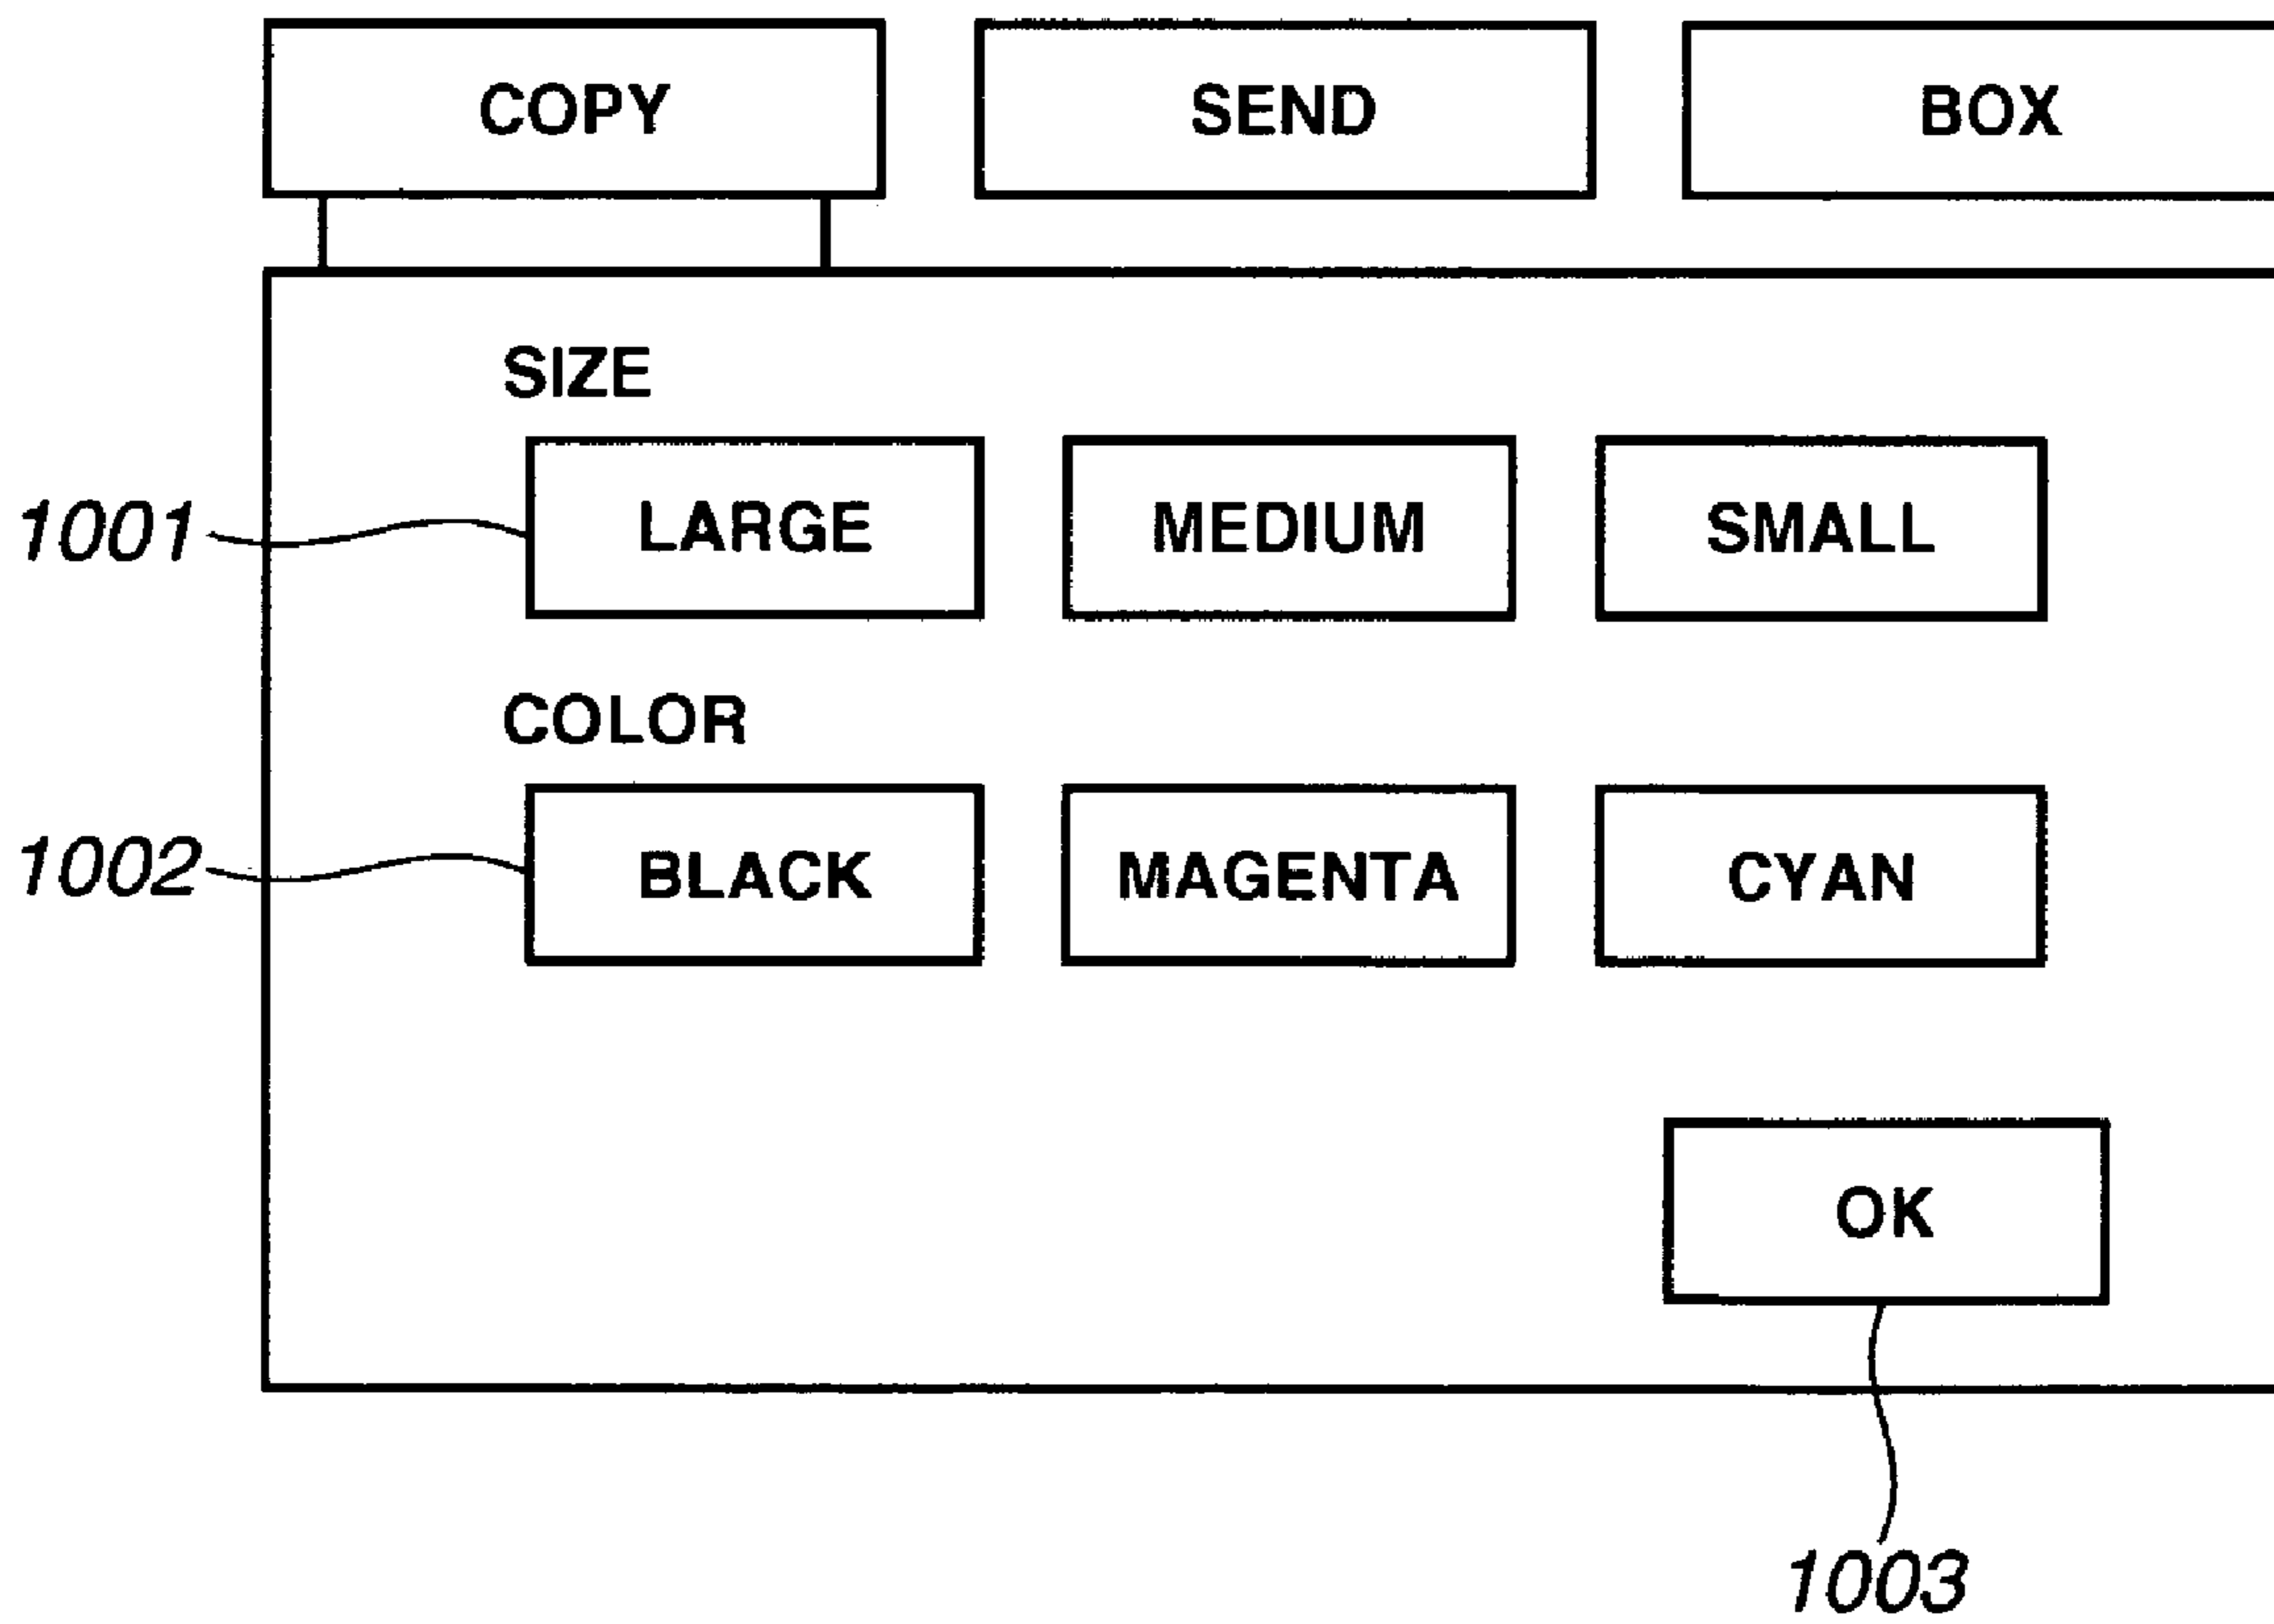 COPY SEND BOX
SIZE
1001 LARGE MEDIUM SMALL
COLOR
1002 BLACK MAGENTA CYAN
OK
1003